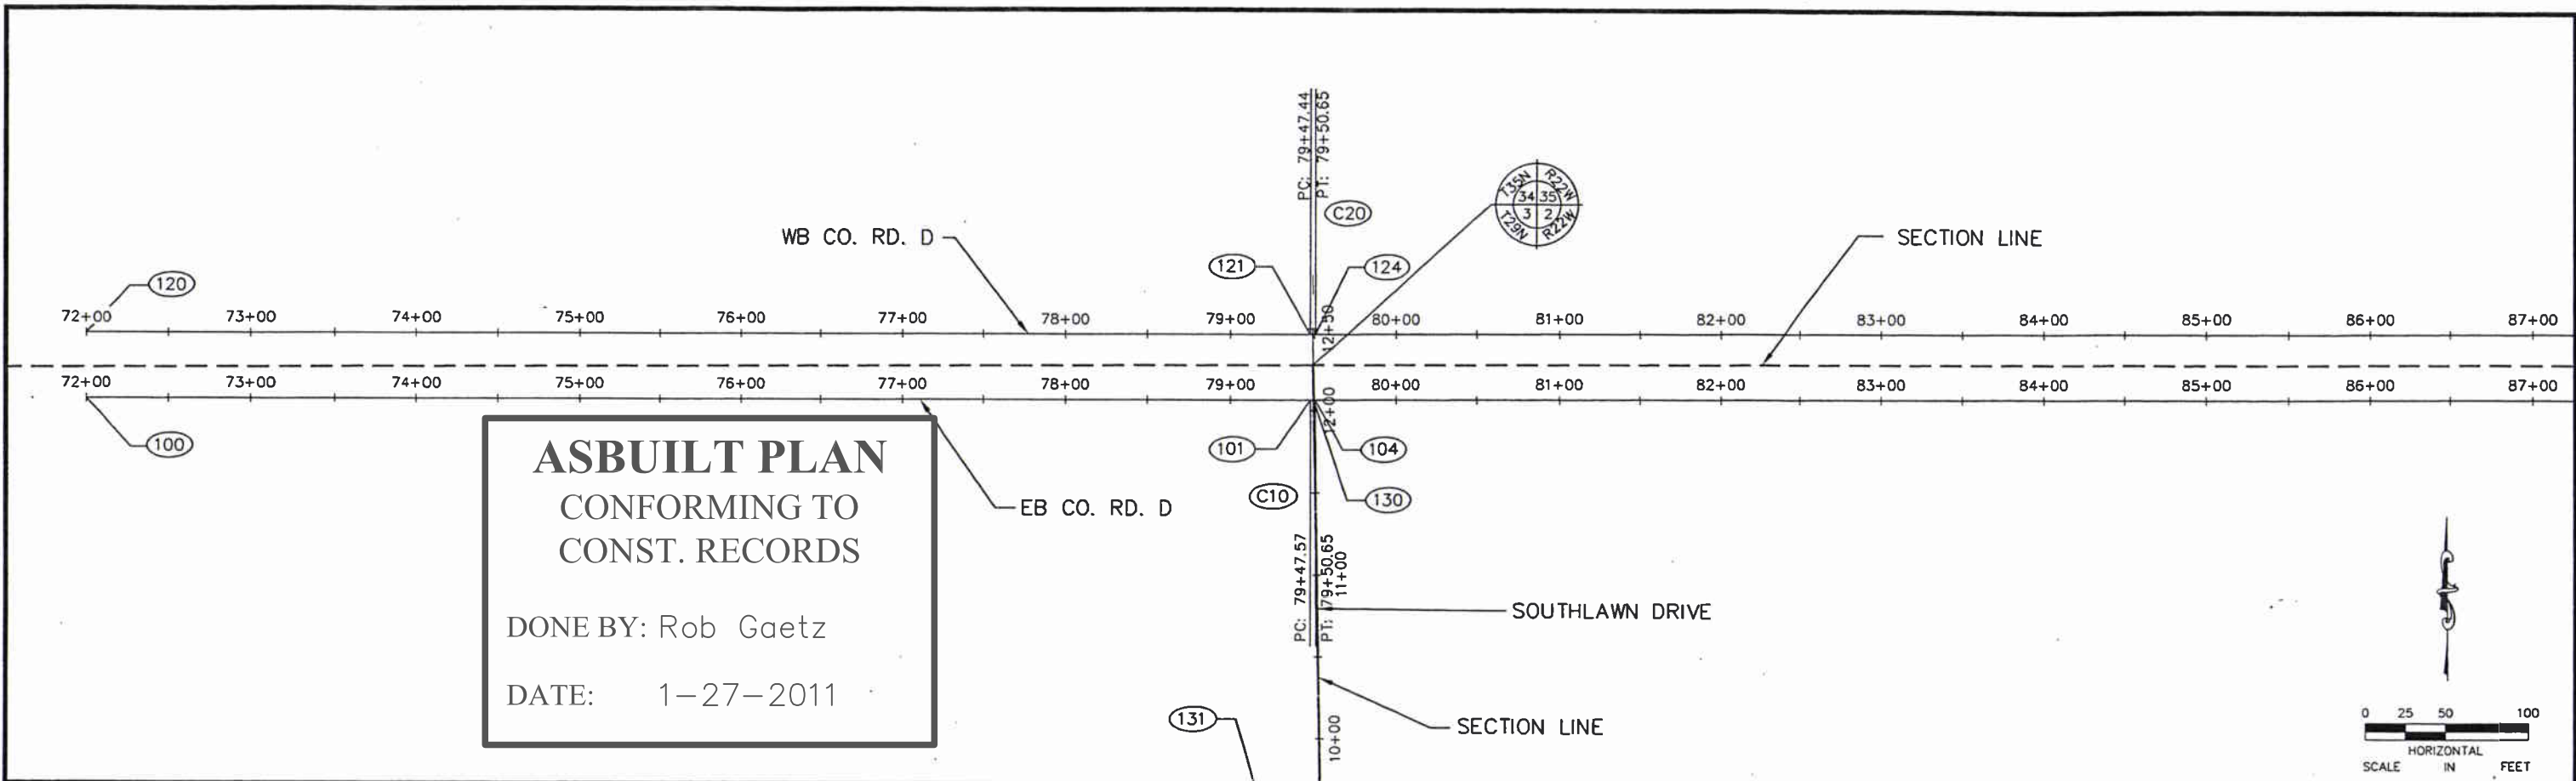 PC: 79+47.44
PT: 79+50.65
C20
T35N R22W
34 35
3 2
T29N R22W
WB CO. RD. D
SECTION LINE
121
124
120
72+00 73+00 74+00 75+00 76+00 77+00 78+00 79+00 80+00 81+00 82+00 83+00 84+00 85+00 86+00 87+00
12+50
72+00 73+00 74+00 75+00 76+00 77+00 78+00 79+00 80+00 81+00 82+00 83+00 84+00 85+00 86+00 87+00
12+00
100
101
104
C10
130
EB CO. RD. D
ASBUILT PLAN
CONFORMING TO
CONST. RECORDS
DONE BY: Rob Gaetz
DATE: 1-27-2011
PC: 79+47.57
PT: 79+50.65
11+00
SOUTHLAWN DRIVE
131
SECTION LINE
10+00
0 25 50 100
HORIZONTAL
SCALE IN FEET